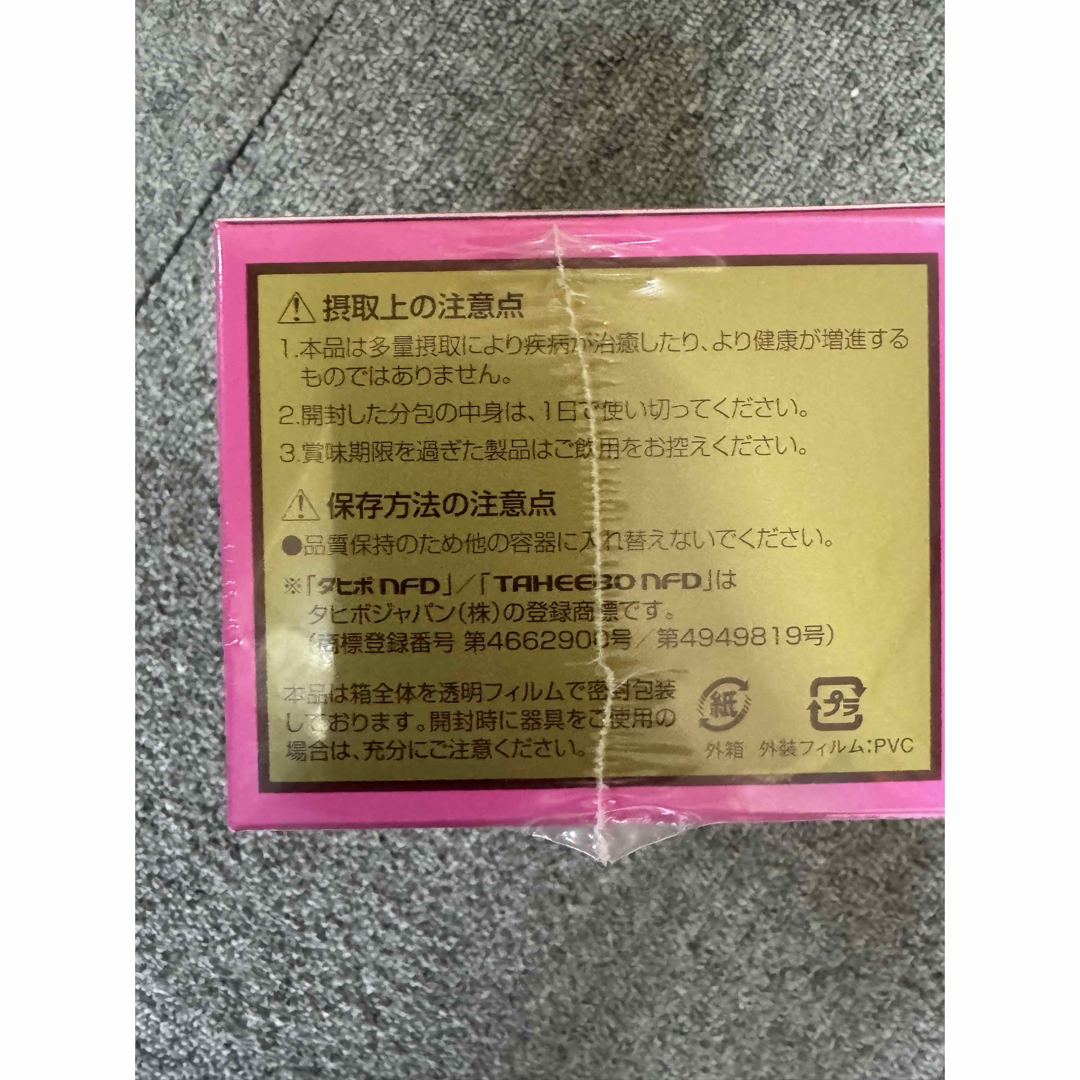 ⚠ 摂取上の注意点
1.本品は多量摂取により疾病が治癒したり、より健康が増進する
ものではありません。
2.開封した分包の中身は、1日で使い切ってください。
3.賞味期限を過ぎた製品はご飲用をお控えください。
⚠ 保存方法の注意点
●品質保持のため他の容器に入れ替えないでください。
※「タヒボNFD」／「TAHEEBO NFD」は
タヒボジャパン(株)の登録商標です。
(商標登録番号 第4662900号／第4949819号)
本品は箱全体を透明フィルムで密封包装
しております。開封時に器具をご使用の
場合は、充分にご注意ください。
紙 プラ
外箱 外装フィルム:PVC